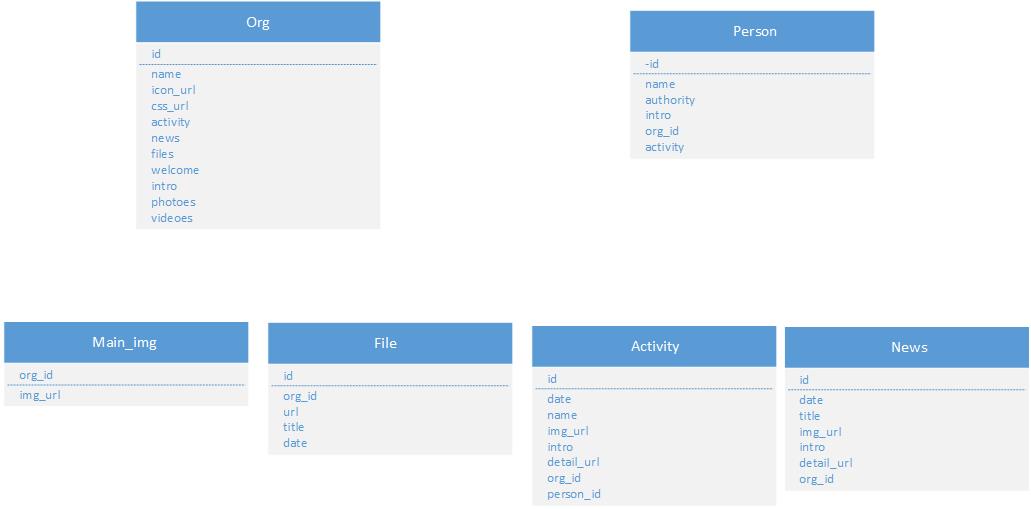 Org
id
name
icon_url
css_url
activity
news
files
welcome
intro
photoes
videoes
Person
-id
name
authority
intro
org_id
activity
Main_img
org_id
img_url
File
id
org_id
url
title
date
Activity
id
date
name
img_url
intro
detail_url
org_id
person_id
News
id
date
title
img_url
intro
detail_url
org_id